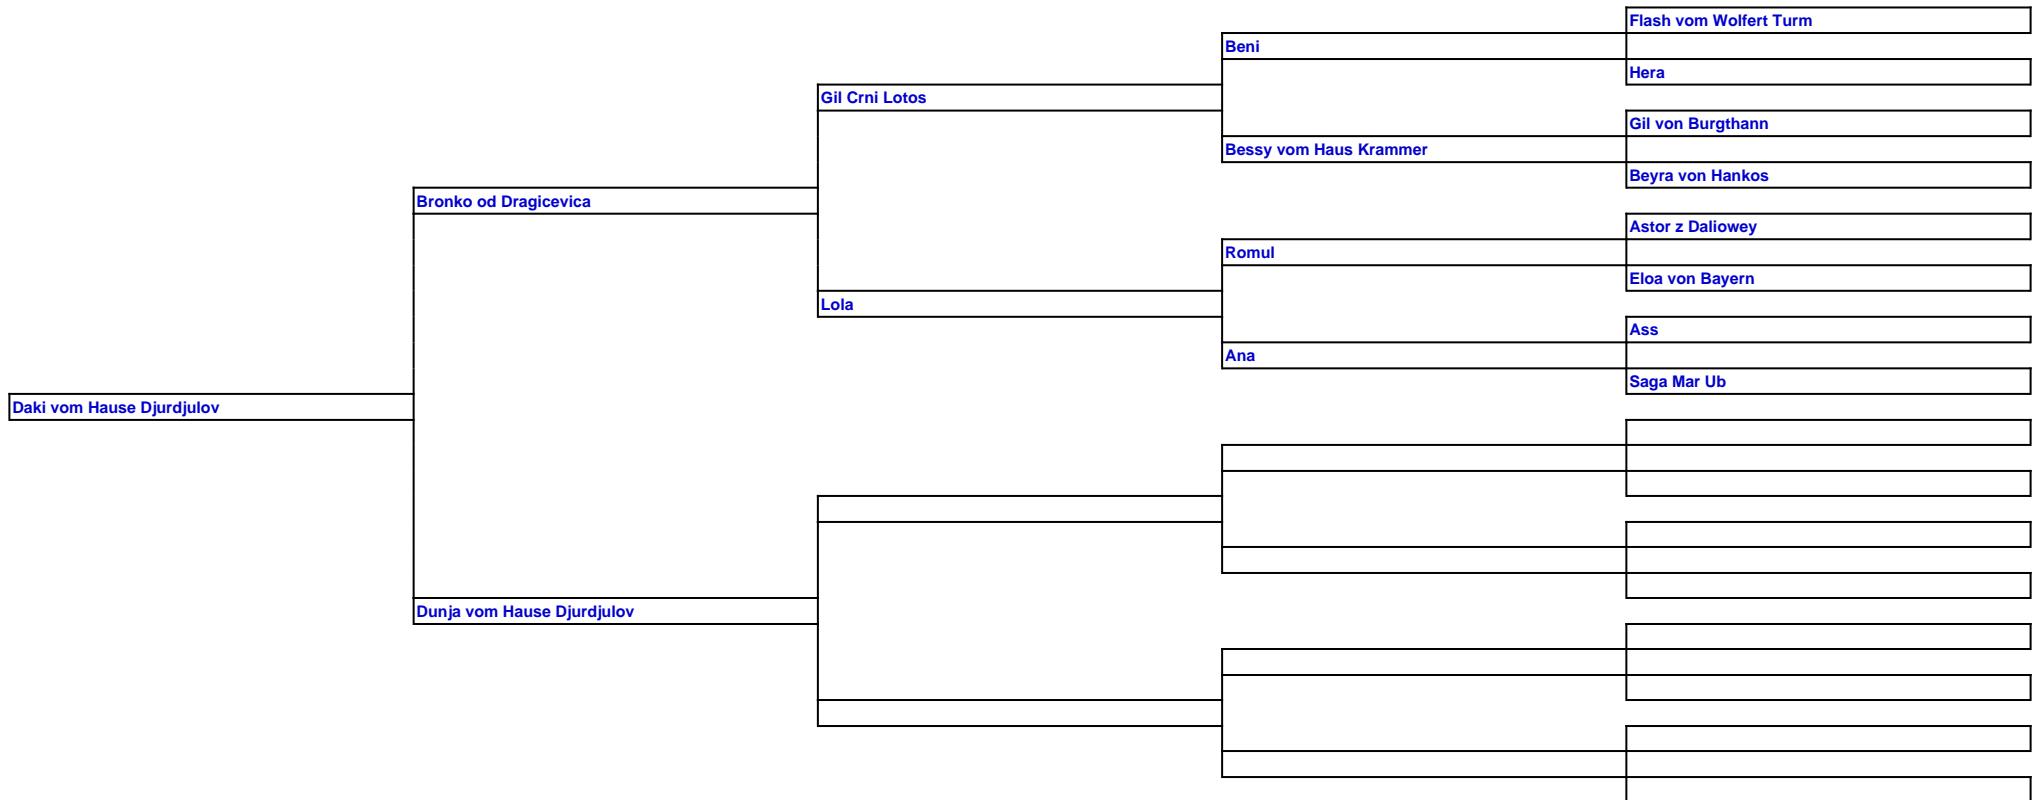 Flash vom Wolfert Turm
Beni
Hera
Gil Crni Lotos
Gil von Burgthann
Bessy vom Haus Krammer
Beyra von Hankos
Bronko od Dragicevica
Astor z Daliowey
Romul
Eloa von Bayern
Lola
Ass
Ana
Saga Mar Ub
Daki vom Hause Djurdjulov
Dunja vom Hause Djurdjulov